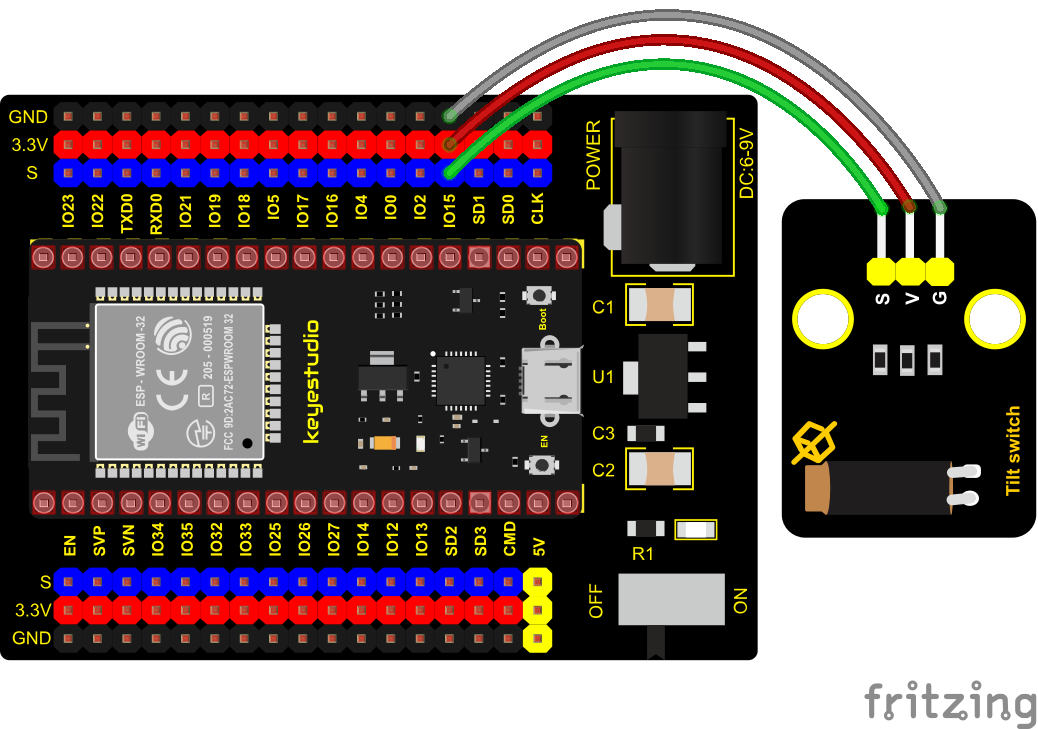 GND
3.3V
S
IO23 IO22 TXD0 RXD0 IO21 IO19 IO18 IO5 IO17 IO16 IO4 IO0 IO2 IO15 SD1 SD0 CLK
POWER
DC:6-9V
S V G
C1
Boot
U1
ESP - WROOM-32
CE
R 205 - 000519
FCC 9D:2AC72-ESPWROOM 32
WiFi
keyestudio
EN
C3
C2
Tilt switch
EN SVP SVN IO34 IO35 IO32 IO33 IO25 IO26 IO27 IO14 IO12 IO13 SD2 SD3 CMD 5V
R1
S
3.3V
GND
OFF
ON
fritzing